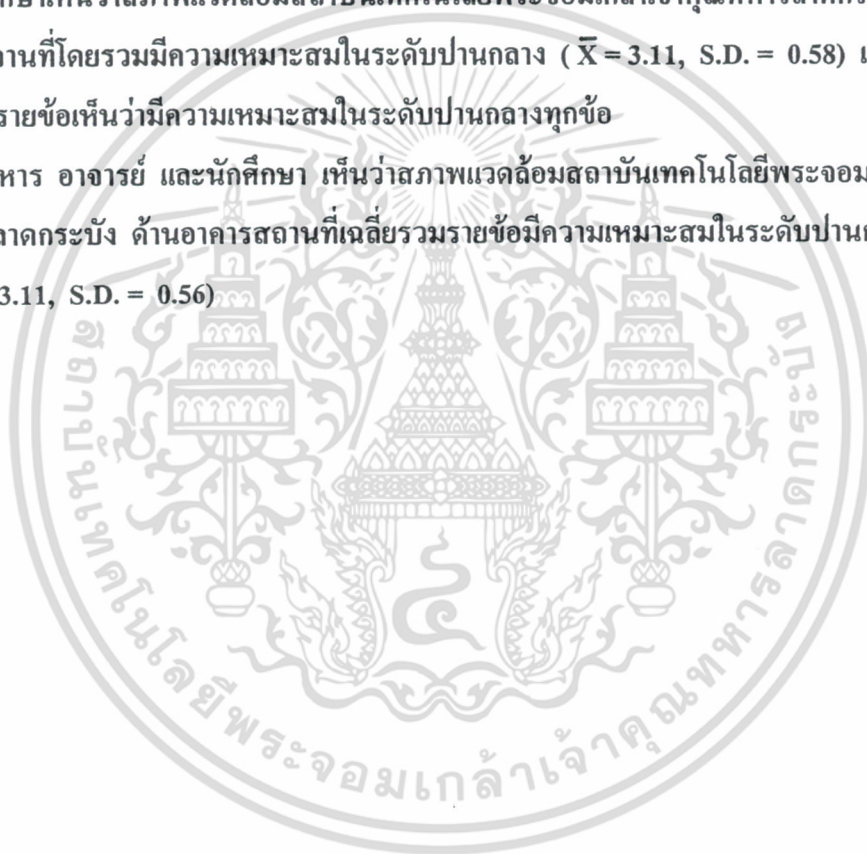 านที่โดยรวมมีความเหมาะสมในระดับปานกลาง ( X̄ = 3.11, S.D. = 0.58) แ
รายข้อเห็นว่ามีความเหมาะสมในระดับปานกลางทุกข้อ
หาร อาจารย์ และนักศึกษา เห็นว่าสภาพแวดล้อมสถาบันเทคโนโลยีพระจอม
าดกระบัง ด้านอาคารสถานที่เฉลี่ยรวมรายข้อมีความเหมาะสมในระดับปานก
3.11, S.D. = 0.56)
สถาบันเทคโนโลยีพระจอมเกล้าเจ้าคุณทหารลาดกระบัง